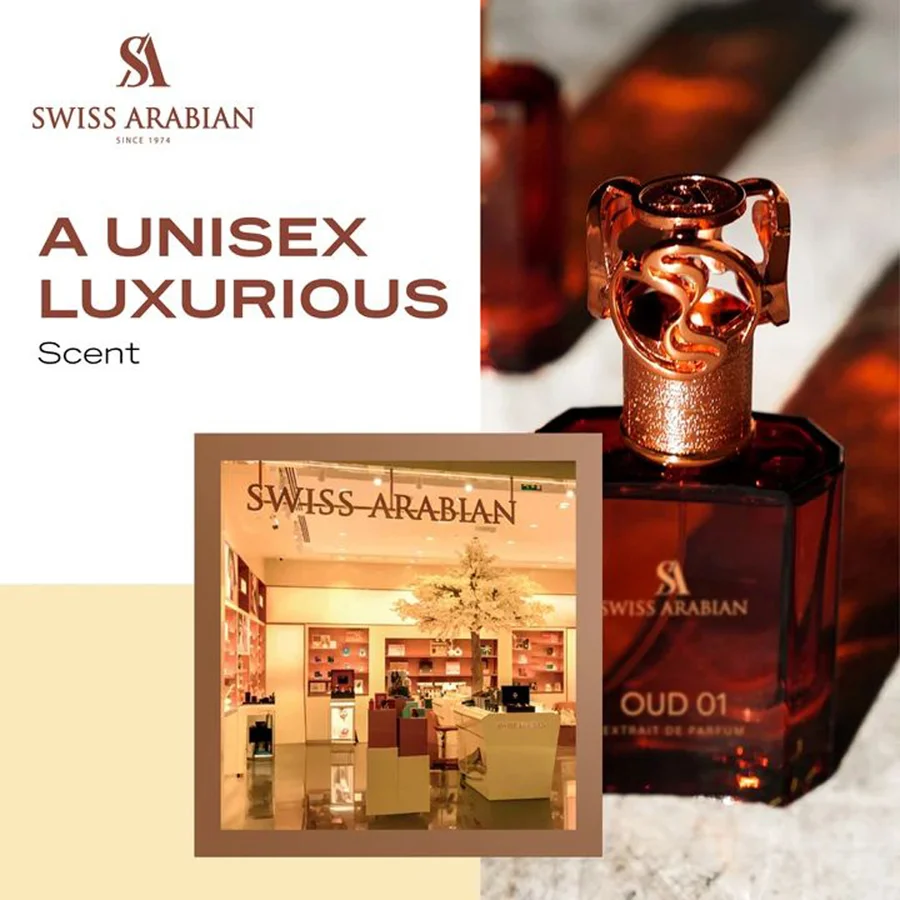 SA
SWISS ARABIAN
SINCE 1974
A UNISEX
LUXURIOUS
Scent
SWISS ARABIAN
SA
SWISS ARABIAN
OUD 01
EXTRAIT DE PARFUM